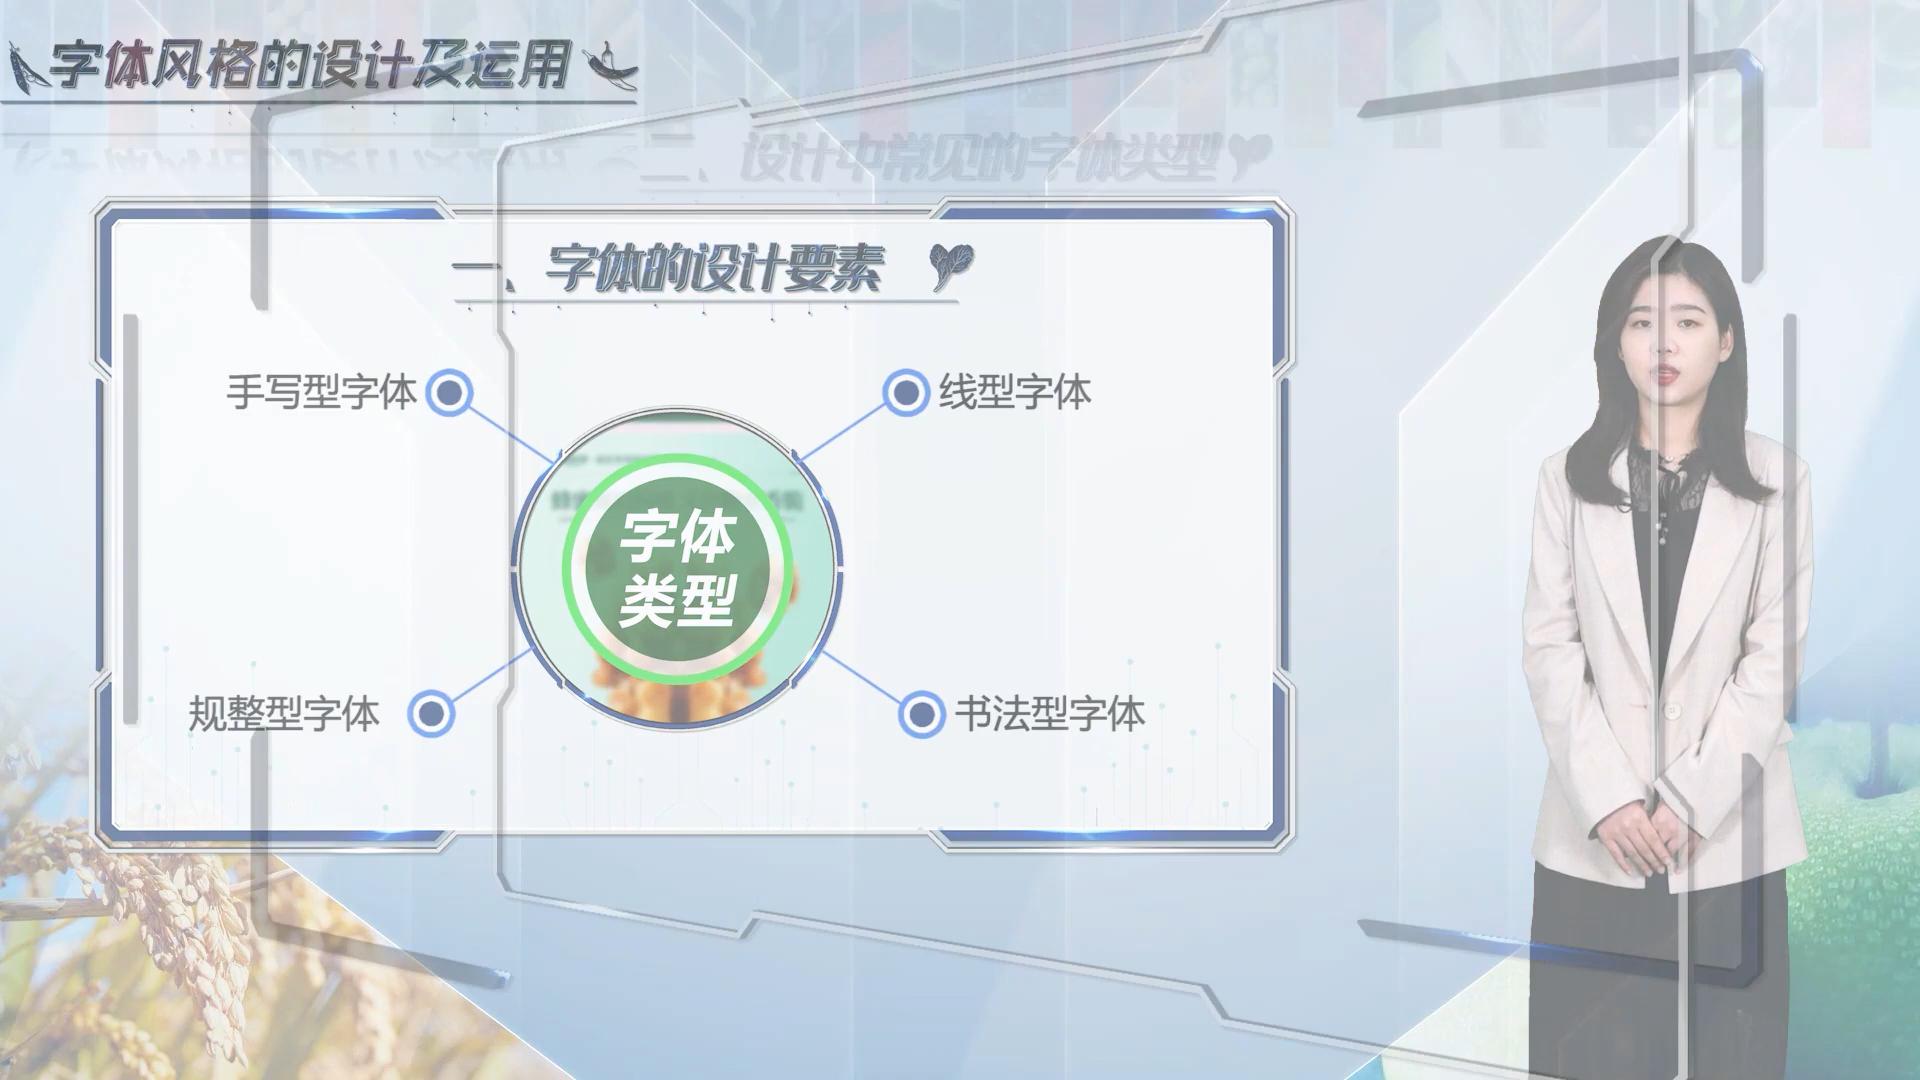 字体风格的设计及运用
二、设计中常见的字体类型
一、字体的设计要素
手写型字体
线型字体
字体
类型
规整型字体
书法型字体